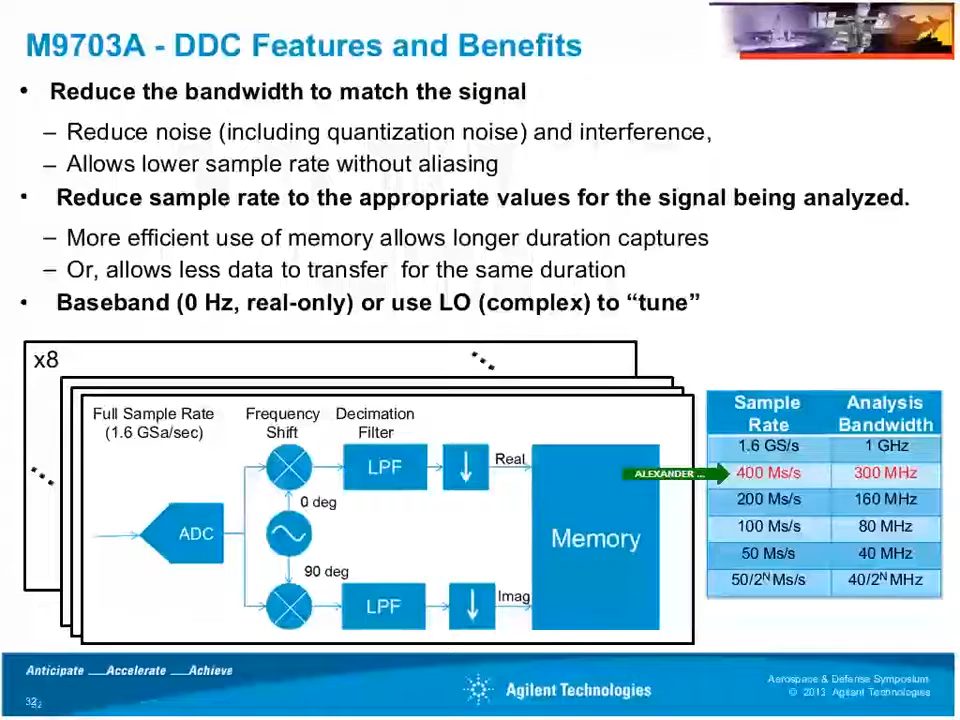 M9703A - DDC Features and Benefits
• Reduce the bandwidth to match the signal
– Reduce noise (including quantization noise) and interference,
– Allows lower sample rate without aliasing
• Reduce sample rate to the appropriate values for the signal being analyzed.
– More efficient use of memory allows longer duration captures
– Or, allows less data to transfer for the same duration
• Baseband (0 Hz, real-only) or use LO (complex) to “tune”
x8
Full Sample Rate
(1.6 GSa/sec)
Frequency
Shift
Decimation
Filter
LPF
Real
0 deg
ADC
Memory
90 deg
LPF
Imag
ALEXANDER ...
Sample Rate Analysis Bandwidth
1.6 GS/s 1 GHz
400 Ms/s 300 MHz
200 Ms/s 160 MHz
100 Ms/s 80 MHz
50 Ms/s 40 MHz
50/2ᴺ Ms/s 40/2ᴺ MHz
Anticipate ___Accelerate ___Achieve
Agilent Technologies
Aerospace & Defense Symposium
© 2013 Agilent Technologies
32